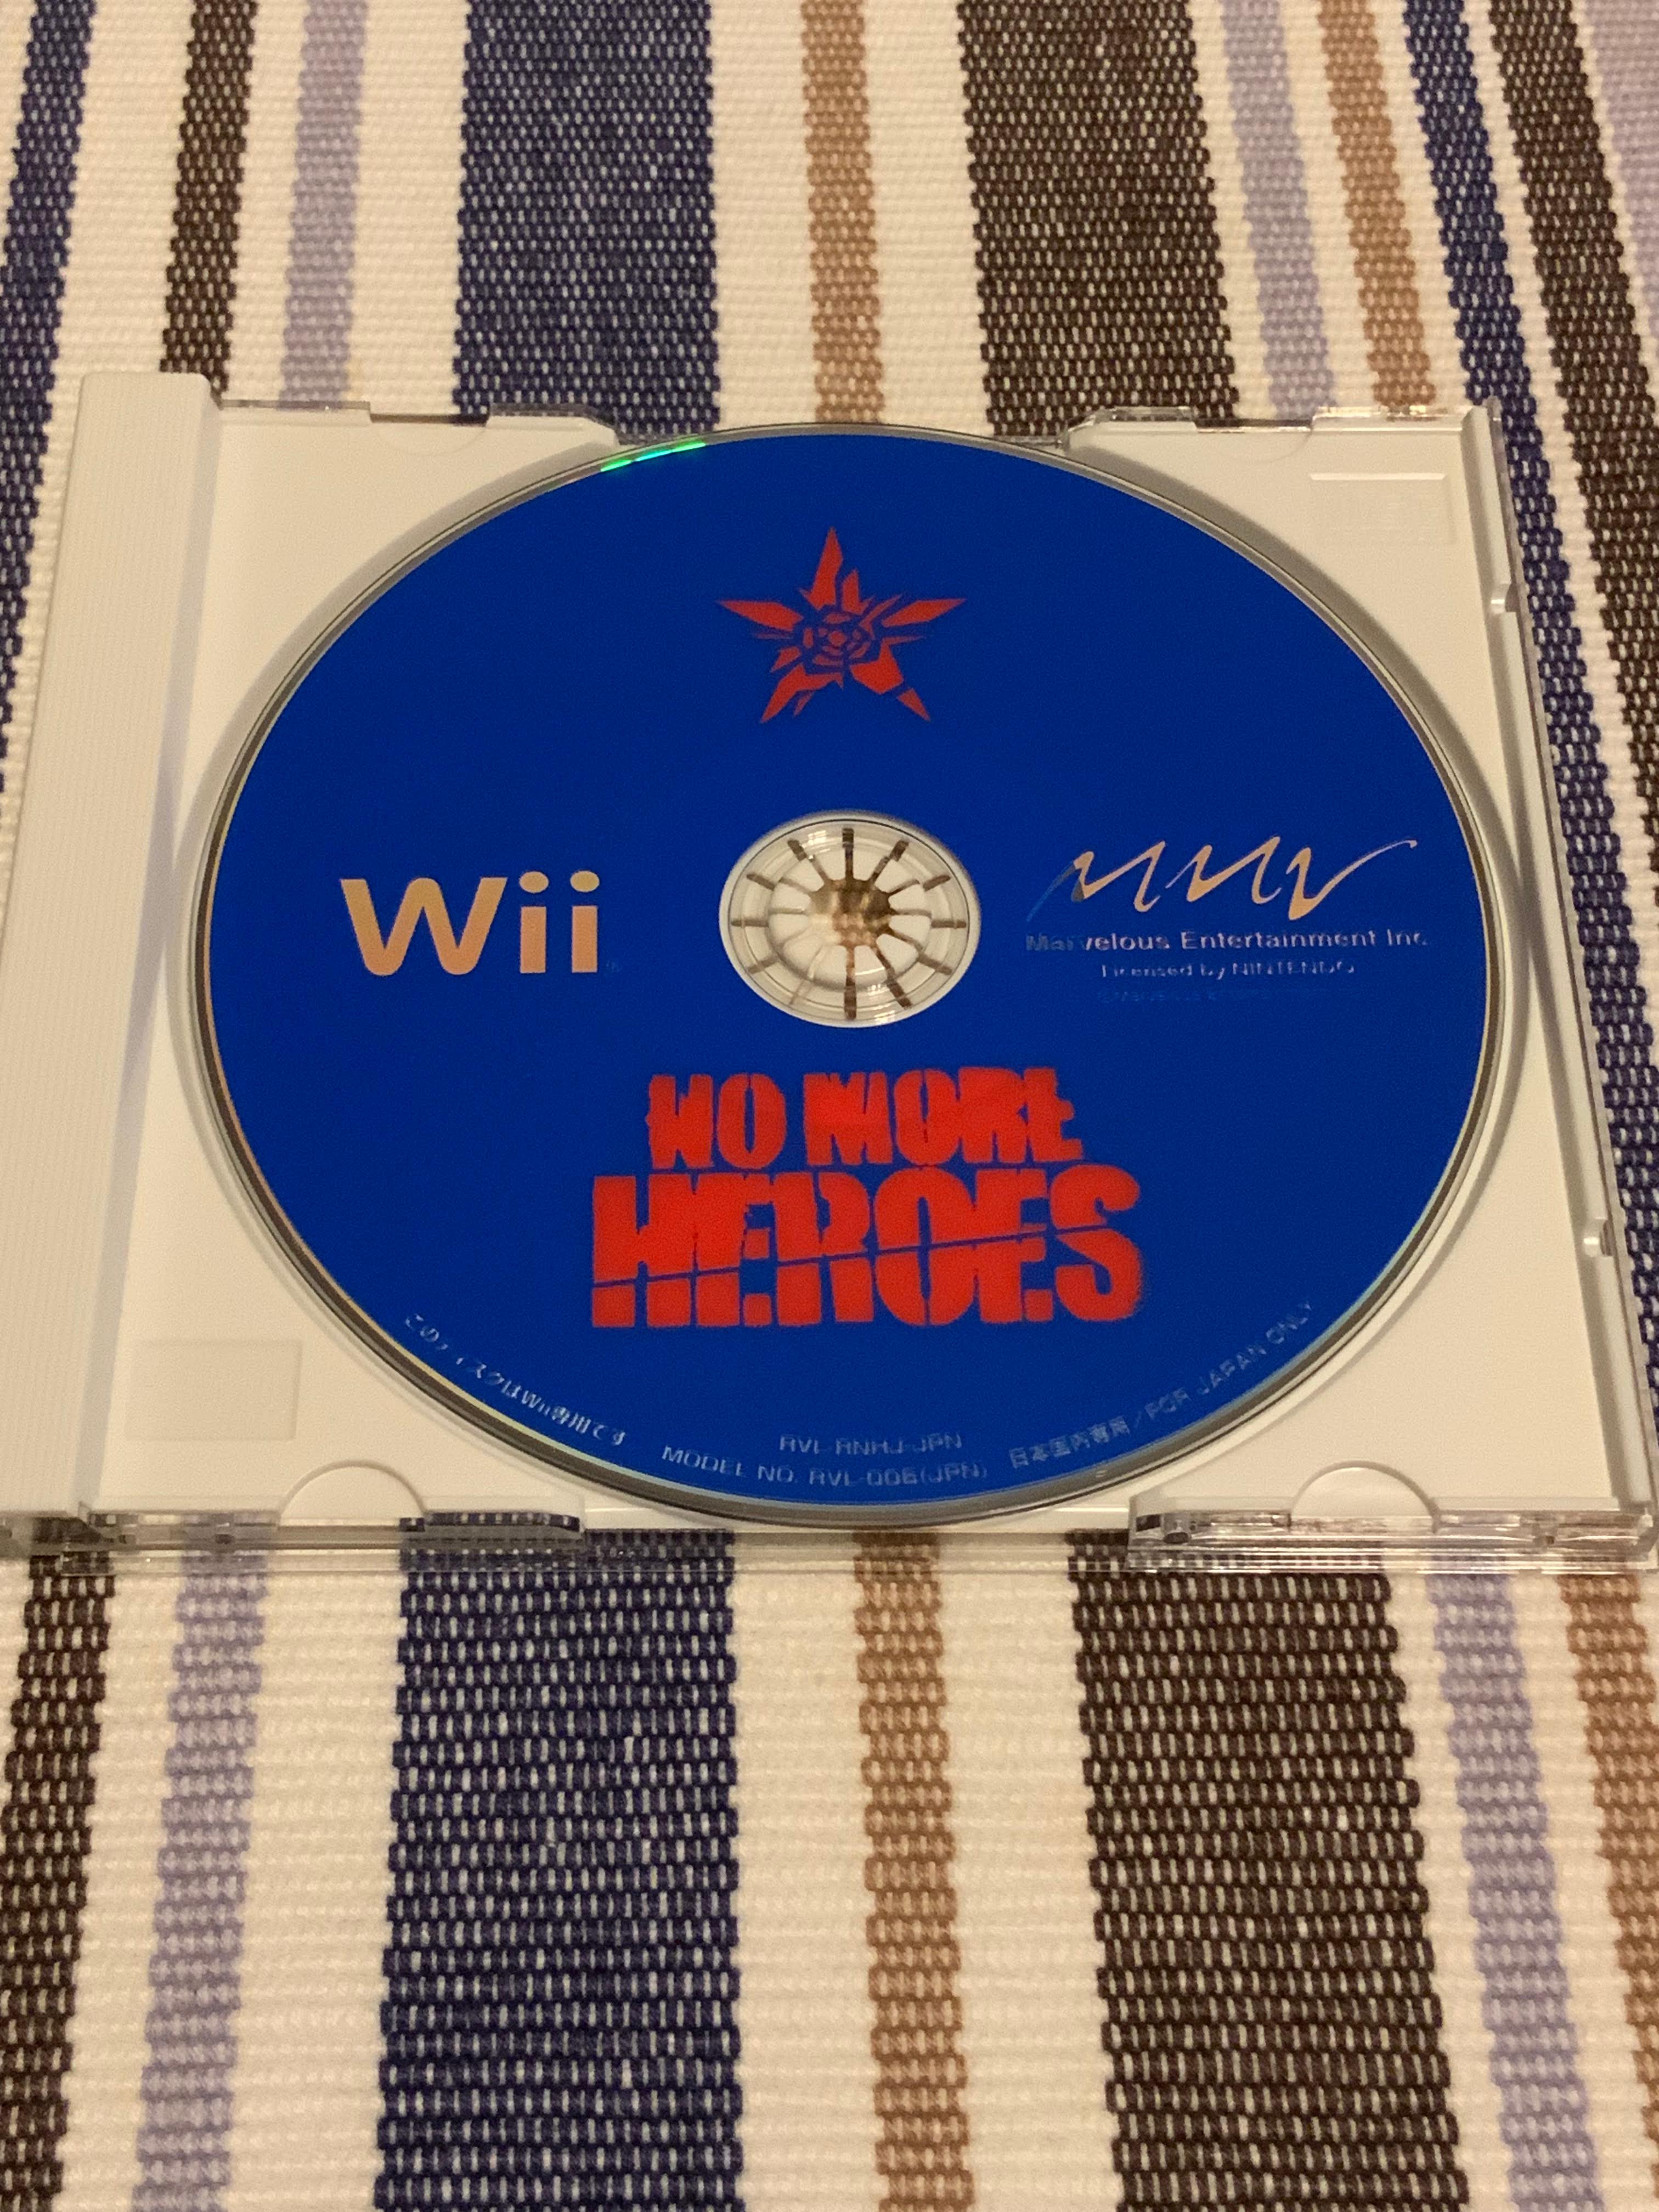 Wii
Marvelous Entertainment Inc.
Licensed by NINTENDO
NO MORE
HEROES
このディスクはWii専用です
RVL-RNHJ-JPN
MODEL NO. RVL-006(JPN)
日本国内専用/FOR JAPAN ONLY